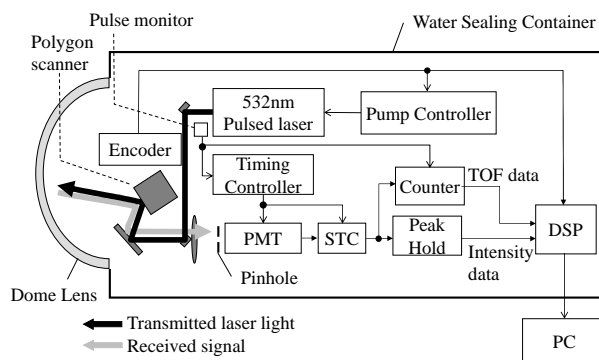 Pulse monitor
Polygon
scanner
Water Sealing Container
532nm
Pulsed laser
Pump Controller
Encoder
Timing
Controller
Counter
TOF data
PMT
STC
Peak
Hold
Intensity
data
DSP
Pinhole
Dome Lens
Transmitted laser light
Received signal
PC